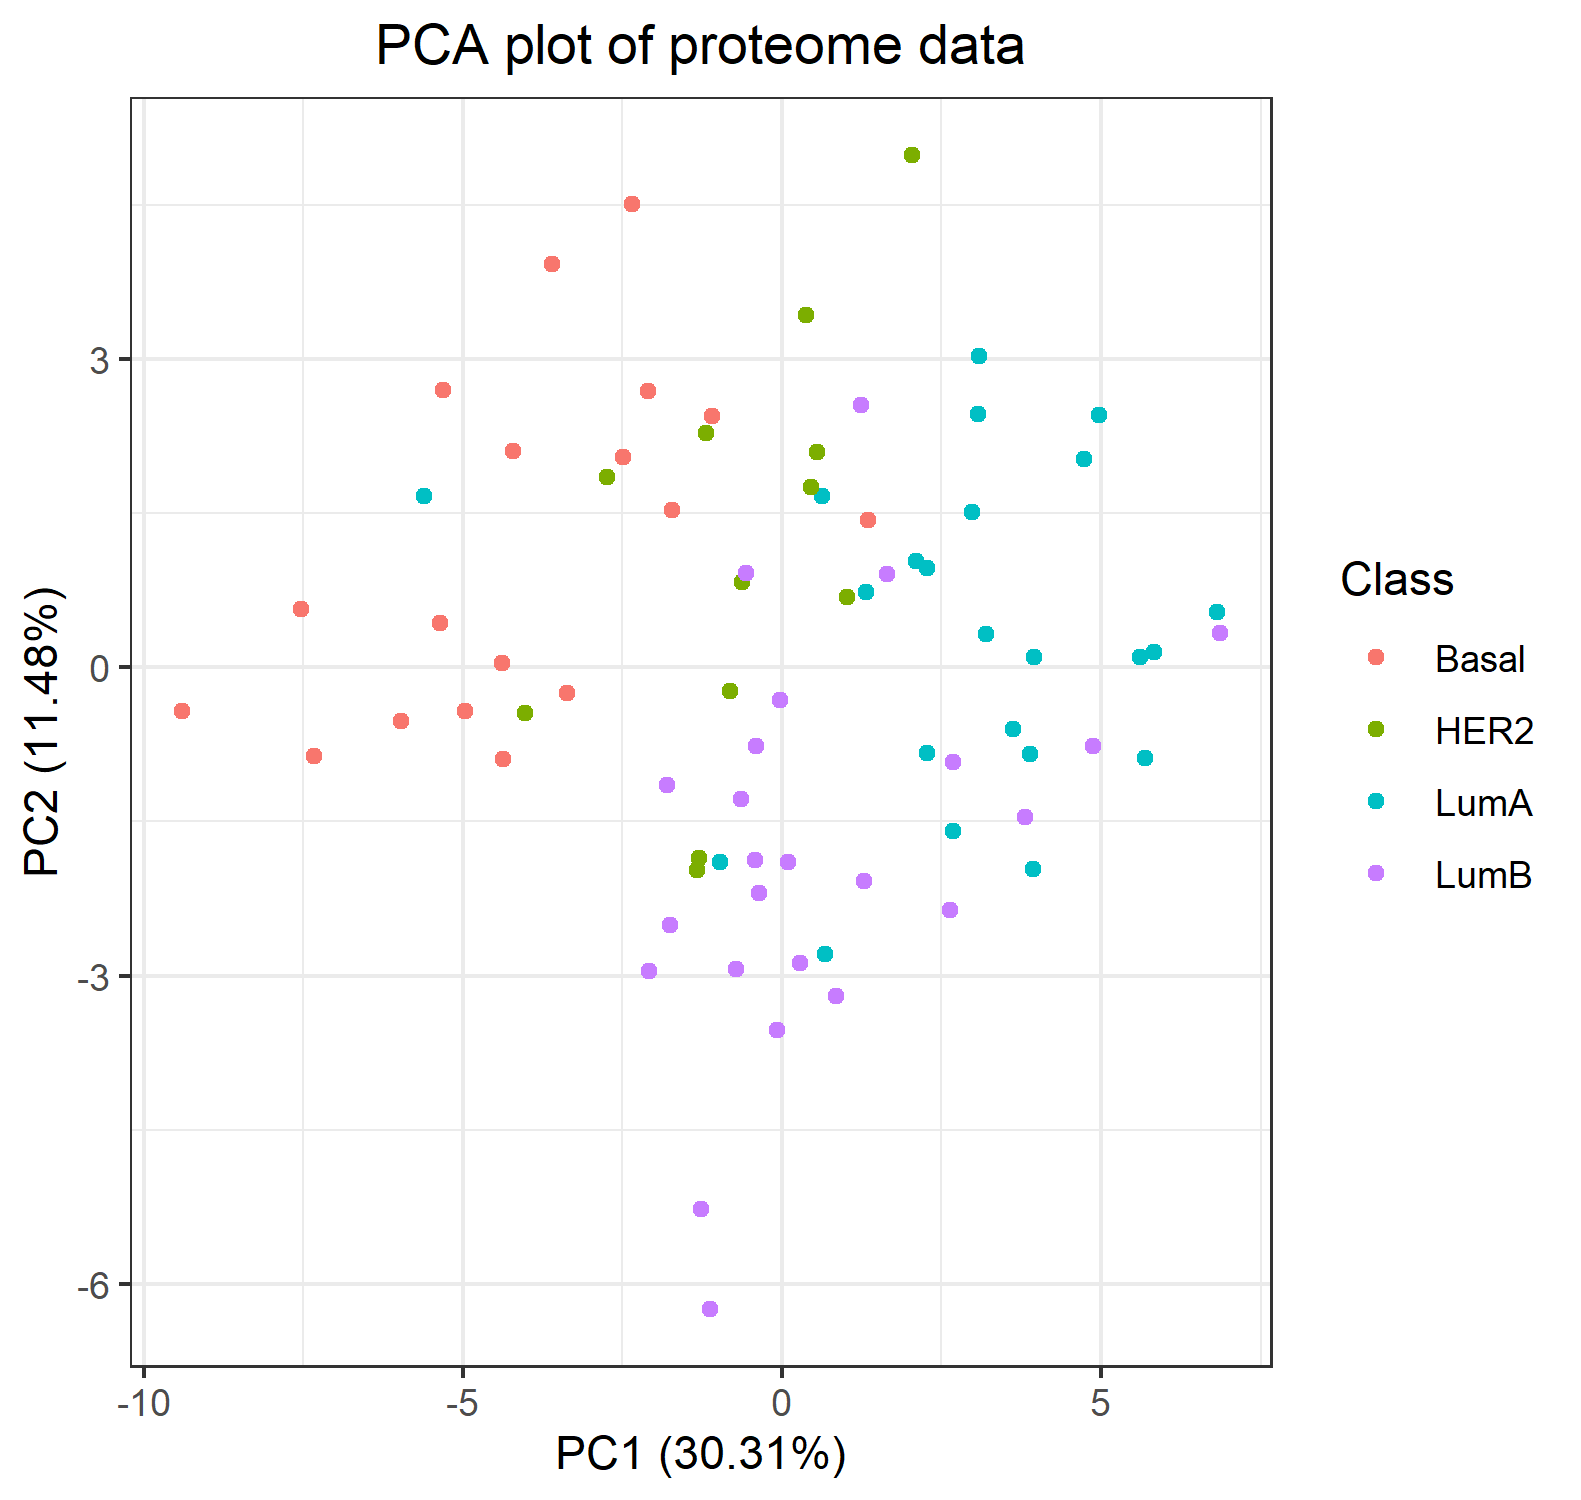 PCA plot of proteome data
3
0
-3
-6
-10
-5
0
5
PC1 (30.31%)
PC2 (11.48%)
Class
Basal
HER2
LumA
LumB